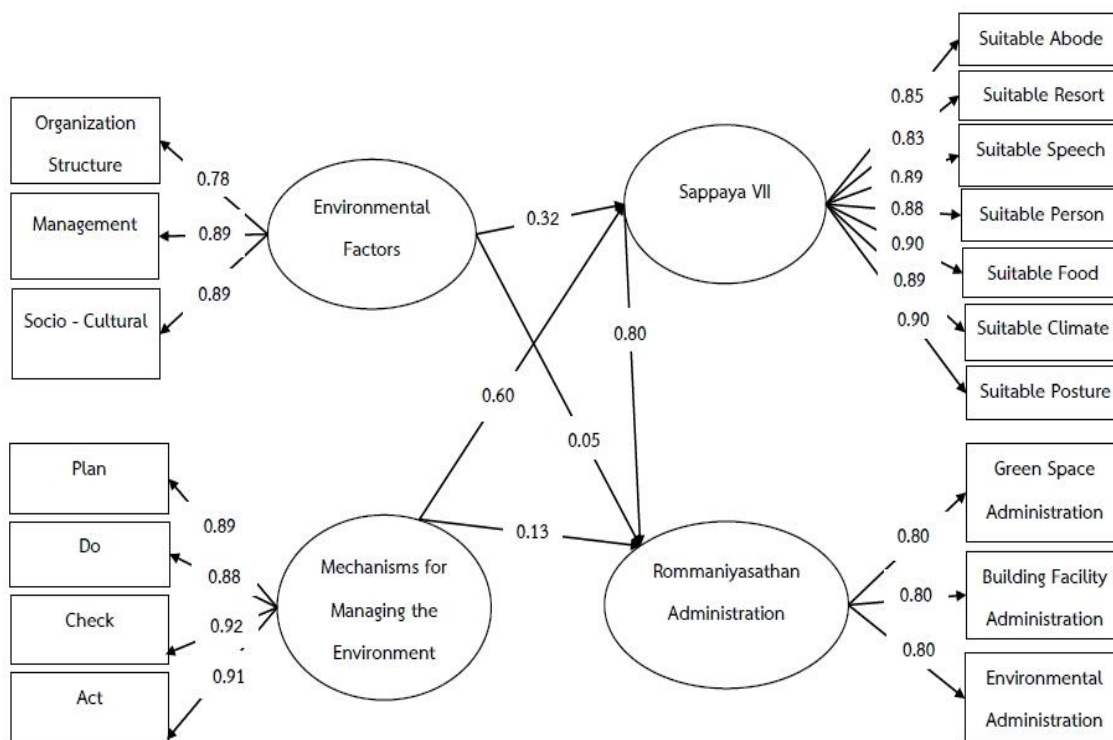 Organization
Structure
0.78
Management
0.89
Socio - Cultural
0.89
Environmental
Factors
0.32
0.05
Plan
0.89
Do
0.88
Check
0.92
Act
0.91
Mechanisms for
Managing the
Environment
0.60
0.13
Sappaya VII
0.80
0.85
Suitable Abode
0.83
Suitable Resort
0.89
Suitable Speech
0.88
Suitable Person
0.90
Suitable Food
0.89
Suitable Climate
0.90
Suitable Posture
Rommaniyasathan
Administration
0.80
Green Space
Administration
0.80
Building Facility
Administration
0.80
Environmental
Administration